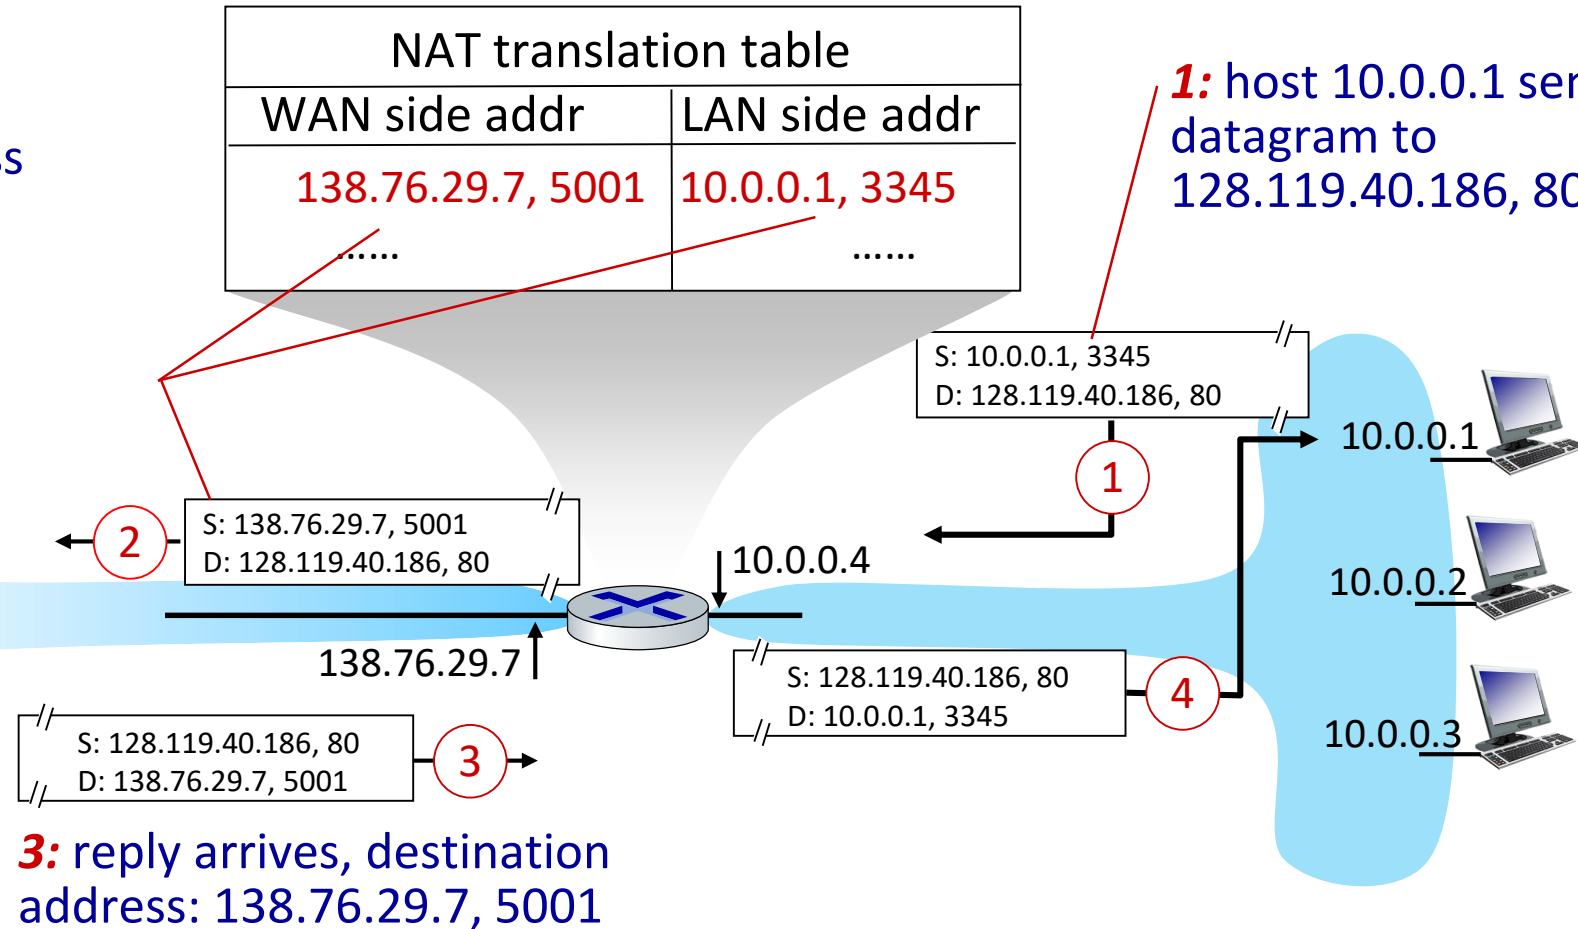 NAT translation table
WAN side addr LAN side addr
138.76.29.7, 5001 10.0.0.1, 3345
...... ......
1: host 10.0.0.1
datagram to
128.119.40.186, 80
S: 10.0.0.1, 3345
D: 128.119.40.186, 80
1
10.0.0.1
2
S: 138.76.29.7, 5001
D: 128.119.40.186, 80
10.0.0.4
10.0.0.2
138.76.29.7
S: 128.119.40.186, 80
D: 10.0.0.1, 3345
4
10.0.0.3
S: 128.119.40.186, 80
D: 138.76.29.7, 5001
3
3: reply arrives, destination
address: 138.76.29.7, 5001